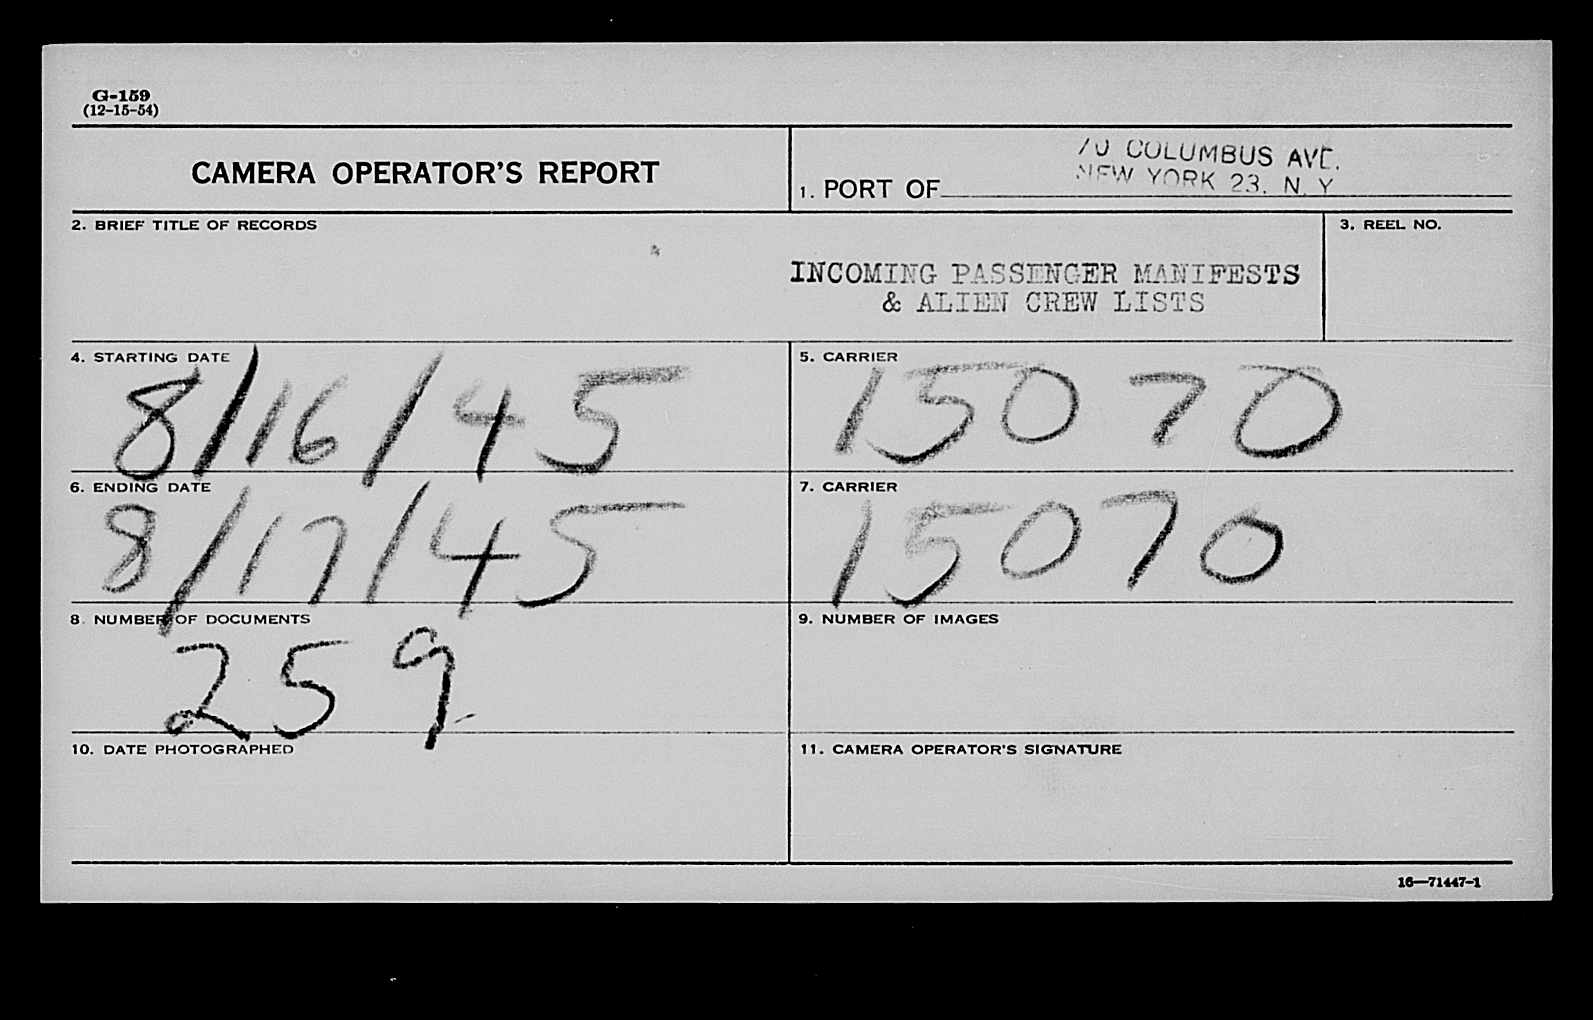 G-159
(12-15-54)
CAMERA OPERATOR'S REPORT
1. PORT OF
70 COLUMBUS AVE.
NEW YORK 23. N. Y
2. BRIEF TITLE OF RECORDS
INCOMING PASSENGER MANIFESTS
& ALIEN CREW LISTS
3. REEL NO.
4. STARTING DATE
8/16/45
5. CARRIER
15070
6. ENDING DATE
8/17/45
7. CARRIER
15070
8. NUMBER OF DOCUMENTS
259
9. NUMBER OF IMAGES
10. DATE PHOTOGRAPHED
11. CAMERA OPERATOR'S SIGNATURE
16—71447-1